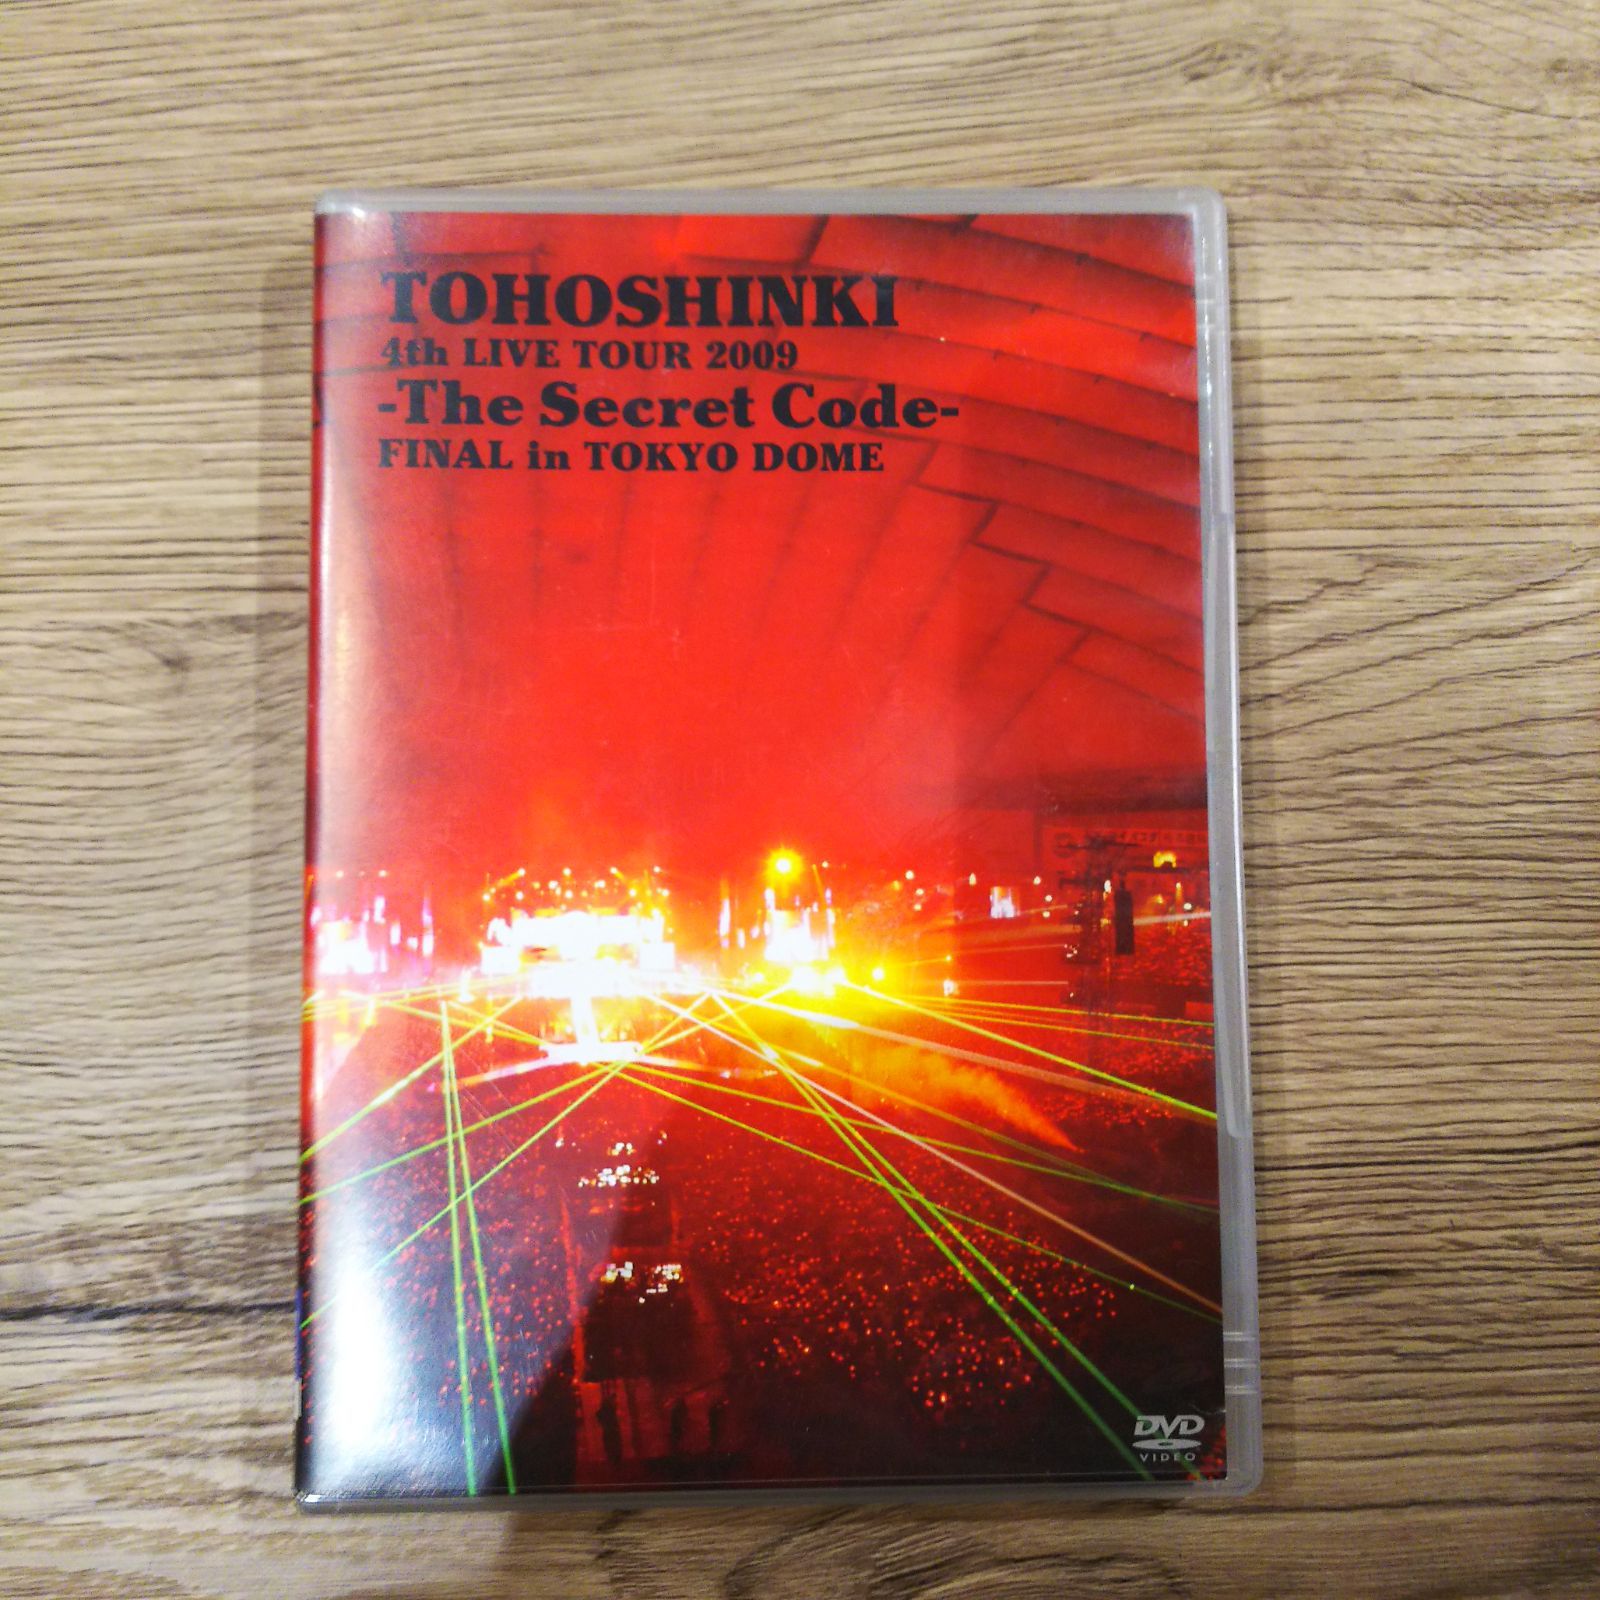 TOHOSHINKI
4th LIVE TOUR 2009
-The Secret Code-
FINAL in TOKYO DOME
DVD
VIDEO